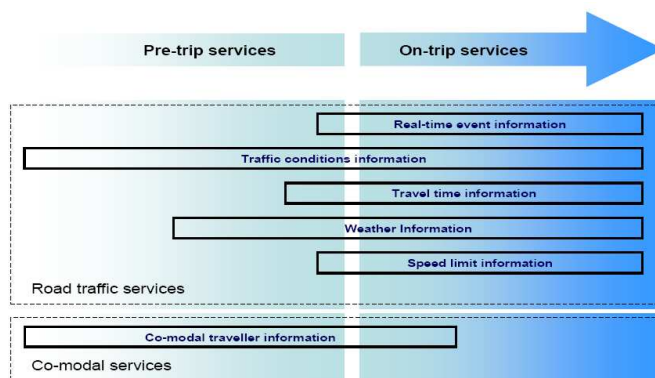 Pre-trip services
On-trip services
Real-time event information
Traffic conditions information
Travel time information
Weather Information
Speed limit information
Road traffic services
Co-modal traveller information
Co-modal services